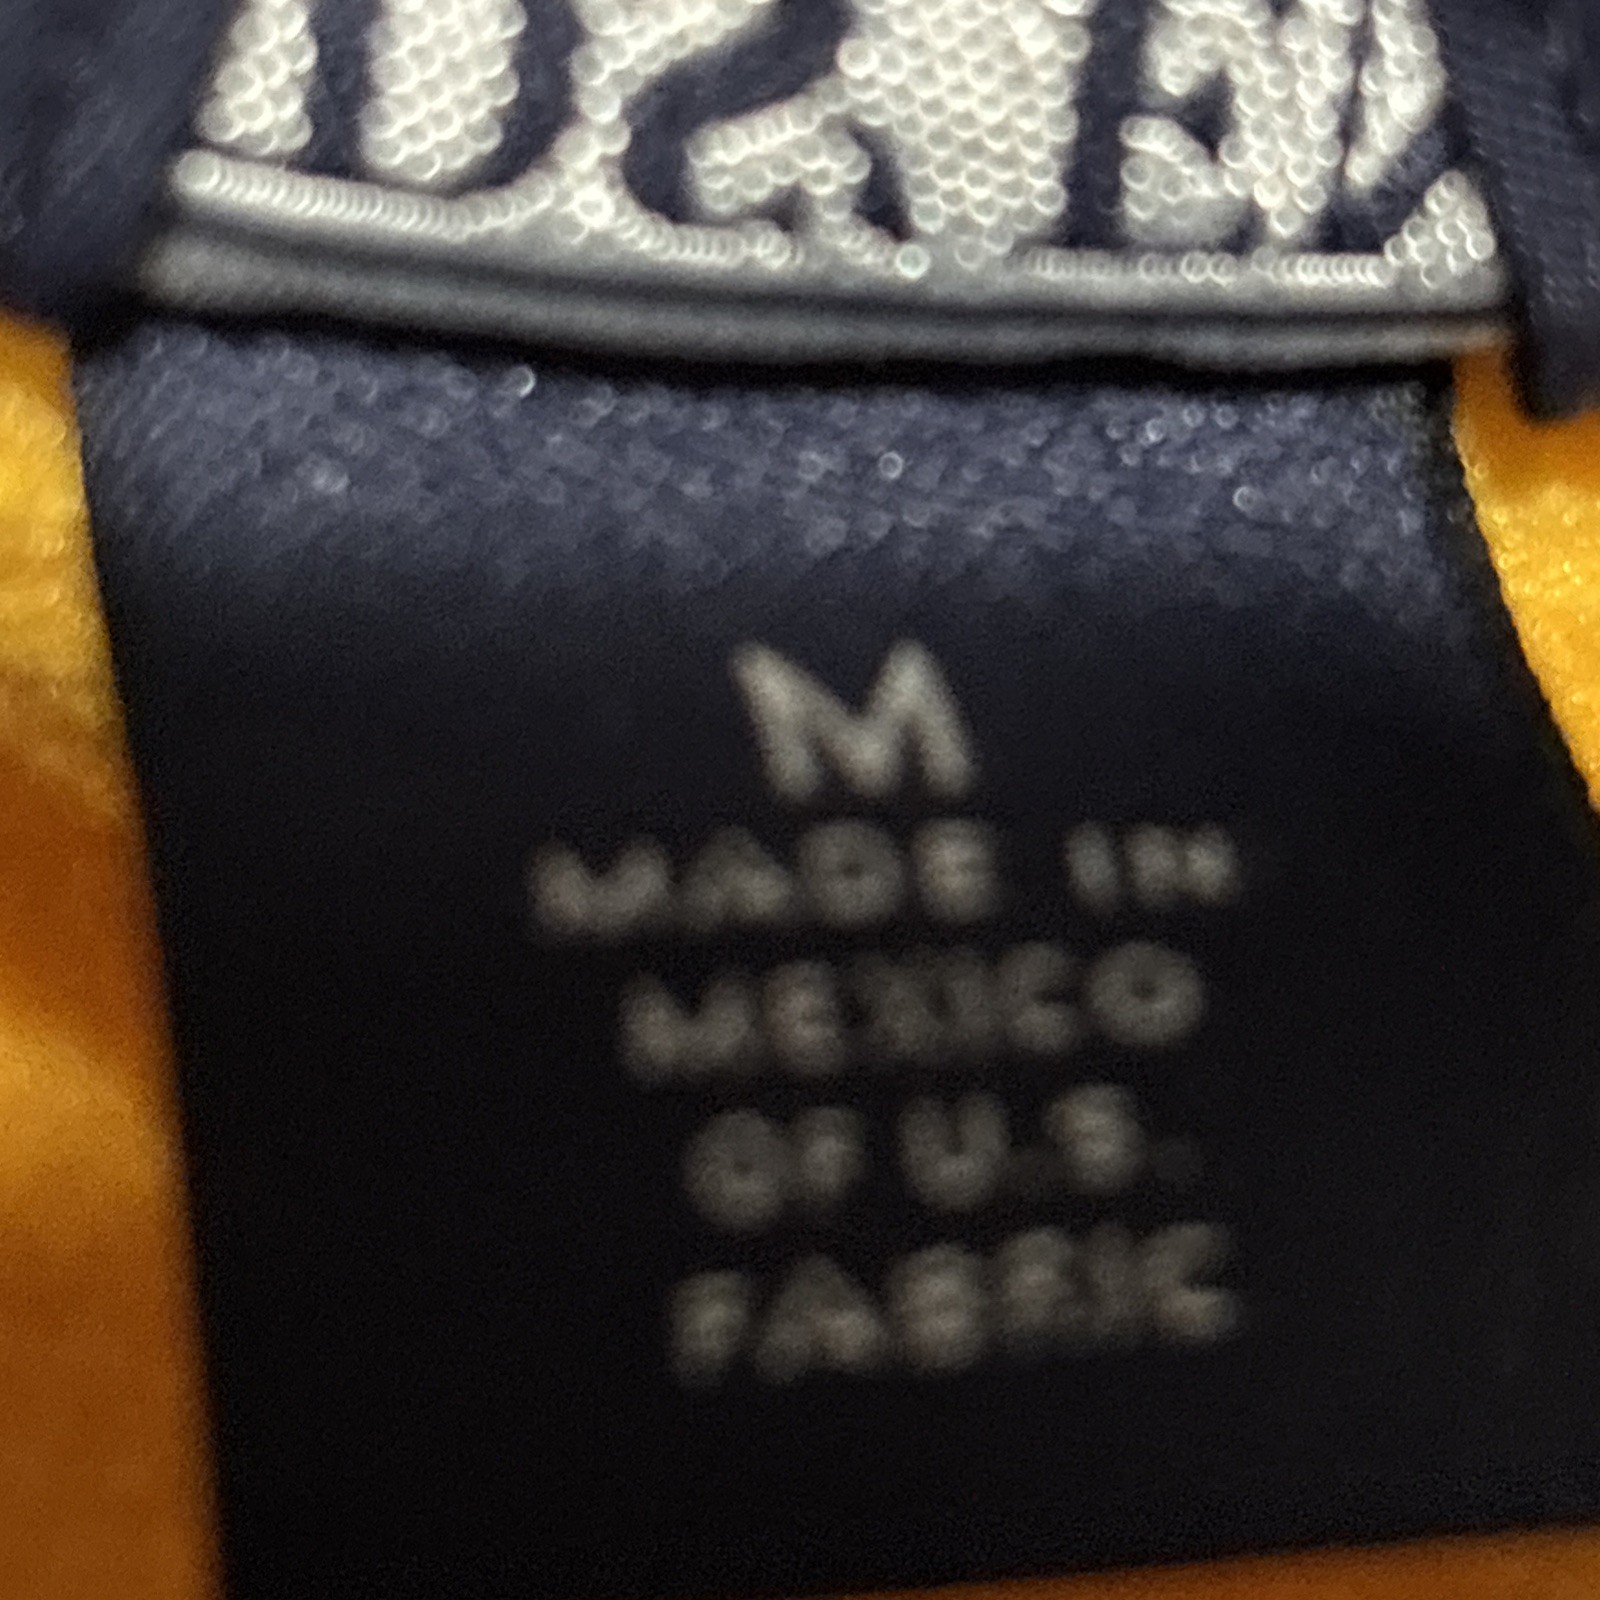 M
MADE IN
MEXICO
OF U.S.
FABRIC